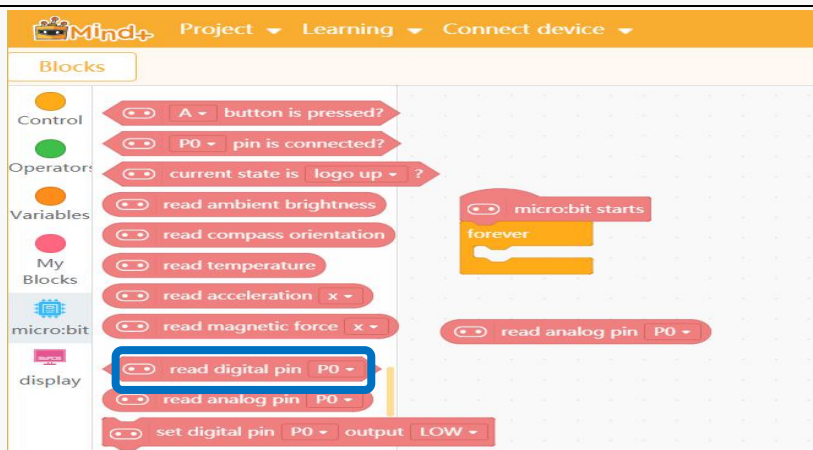 Mind+ Project Learning Connect device
Blocks
Control
Operators
Variables
My
Blocks
micro:bit
display
A button is pressed?
P0 pin is connected?
current state is logo up ?
read ambient brightness
read compass orientation
read temperature
read acceleration x
read magnetic force x
read digital pin P0
read analog pin P0
set digital pin P0 output LOW
micro:bit starts
forever
read analog pin P0